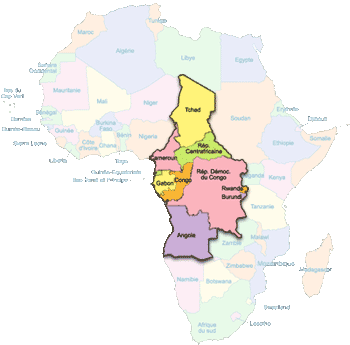 Tunisie
Maroc
Algérie
Libye
Egypte
Iles du
Cap Vert
Mauritanie
Mali
Niger
Tchad
Soudan
Erythrée
Djibouti
Sénégal
Gambie
Guinée-Bissau
Guinée
Burkina
Faso
Bénin
Nigeria
Sierra Leone
Côte
d'Ivoire
Ghana
Liberia
Togo
Rép.
Centrafricaine
Ethiopie
Somalie
Cameroun
Guinée-Equatoriale
Sao Tomé et Principe
Gabon
Congo
Rép. Démoc.
du Congo
Ouganda
Kenya
Rwanda
Burundi
Tanzanie
Angola
Zambie
Malawi
Mozambique
Madagascar
Zimbabwe
Namibie
Botswana
Swaziland
Lesotho
Afrique
du sud